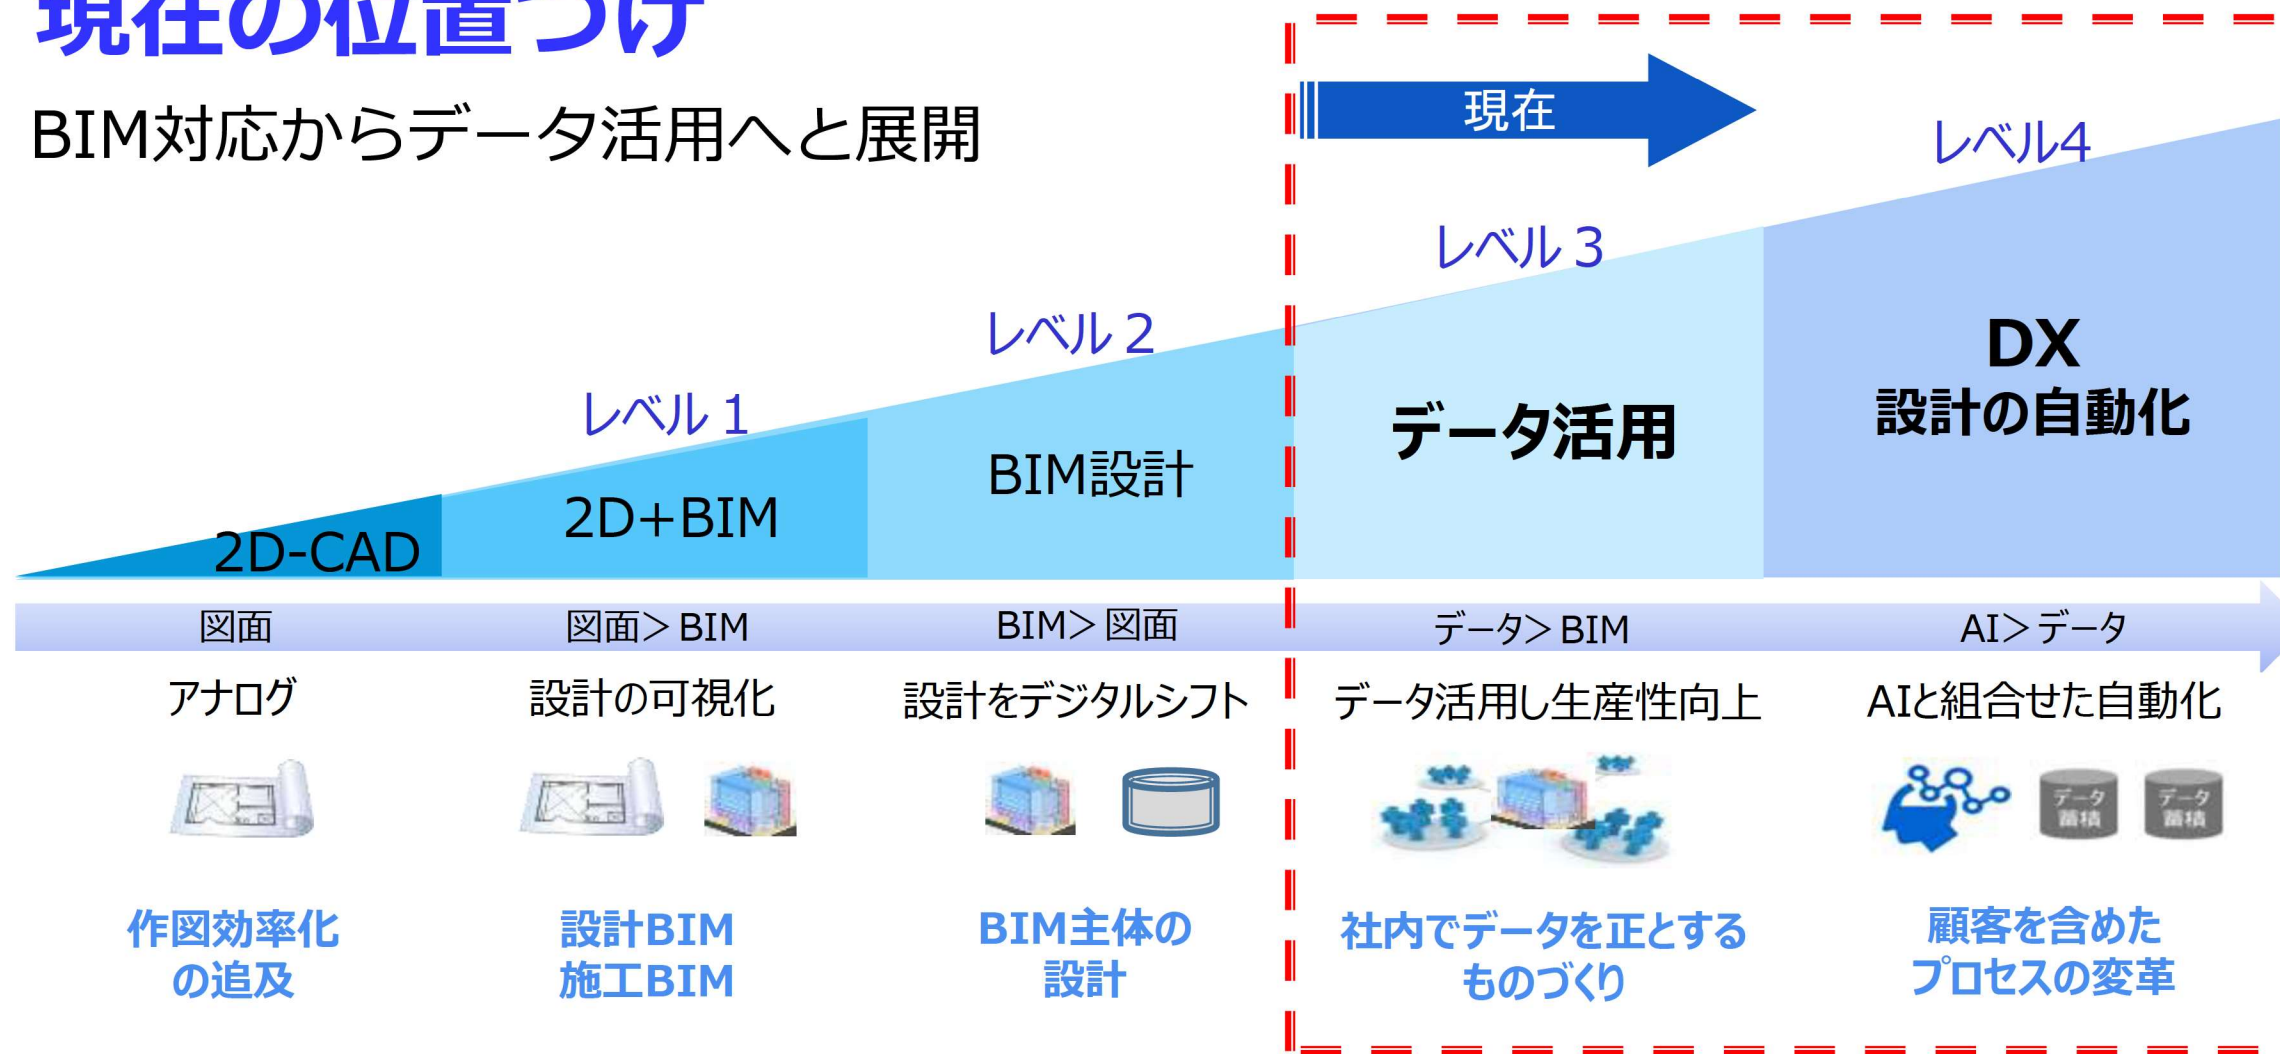 現在の位置づけ
BIM対応からデータ活用へと展開
現在
レベル4
レベル３
レベル２
レベル１
DX
設計の自動化
データ活用
BIM設計
2D+BIM
2D-CAD
図面
図面＞BIM
BIM＞図面
データ＞BIM
AI＞データ
アナログ
設計の可視化
設計をデジタルシフト
データ活用し生産性向上
AIと組合せた自動化
データ
蓄積
データ
蓄積
作図効率化
の追及
設計BIM
施工BIM
BIM主体の
設計
社内でデータを正とする
ものづくり
顧客を含めた
プロセスの変革